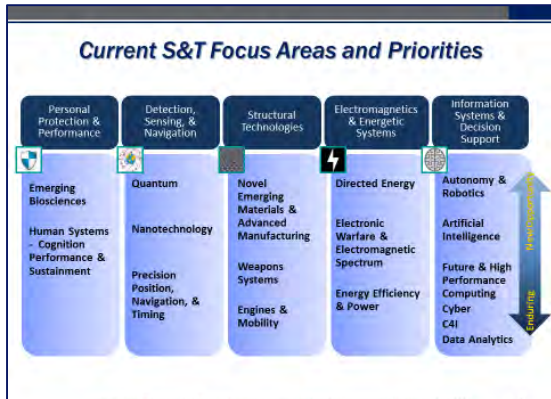 Current S&T Focus Areas and Priorities
Personal
Protection &
Performance
Emerging
Biosciences
Human Systems
- Cognition
Performance &
Sustainment
Detection,
Sensing, &
Navigation
Quantum
Nanotechnology
Precision
Position,
Navigation, &
Timing
Structural
Technologies
Novel
Emerging
Materials &
Advanced
Manufacturing
Weapons
Systems
Engines &
Mobility
Electromagnetics
& Energetic
Systems
Directed Energy
Electronic
Warfare &
Electromagnetic
Spectrum
Energy Efficiency
& Power
Information
Systems &
Decision
Support
Autonomy &
Robotics
Artificial
Intelligence
Future & High
Performance
Computing
Cyber
C4I
Data Analytics
Enduring